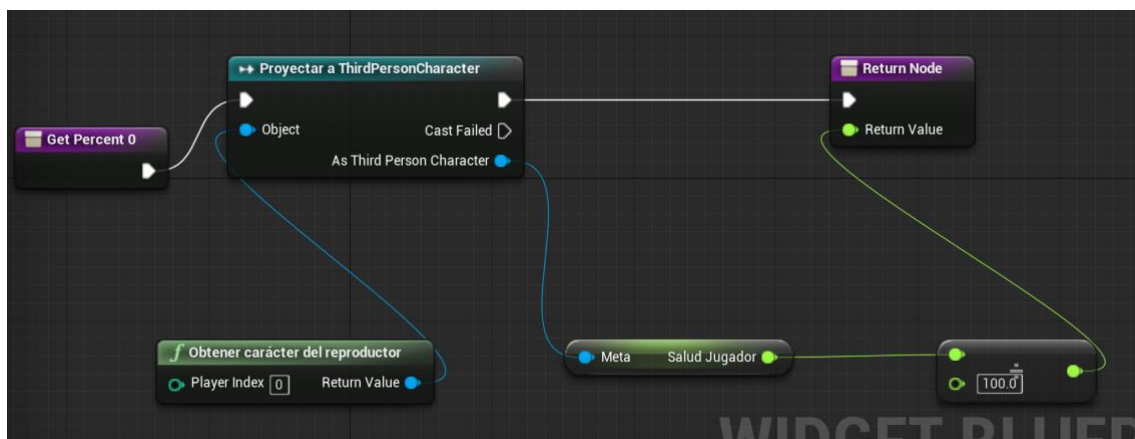 Proyectar a ThirdPersonCharacter
Return Node
Object
Cast Failed
Return Value
Get Percent 0
As Third Person Character
Obtener carácter del reproductor
Player Index 0
Return Value
Meta
Salud Jugador
÷
100.0
WIDGET